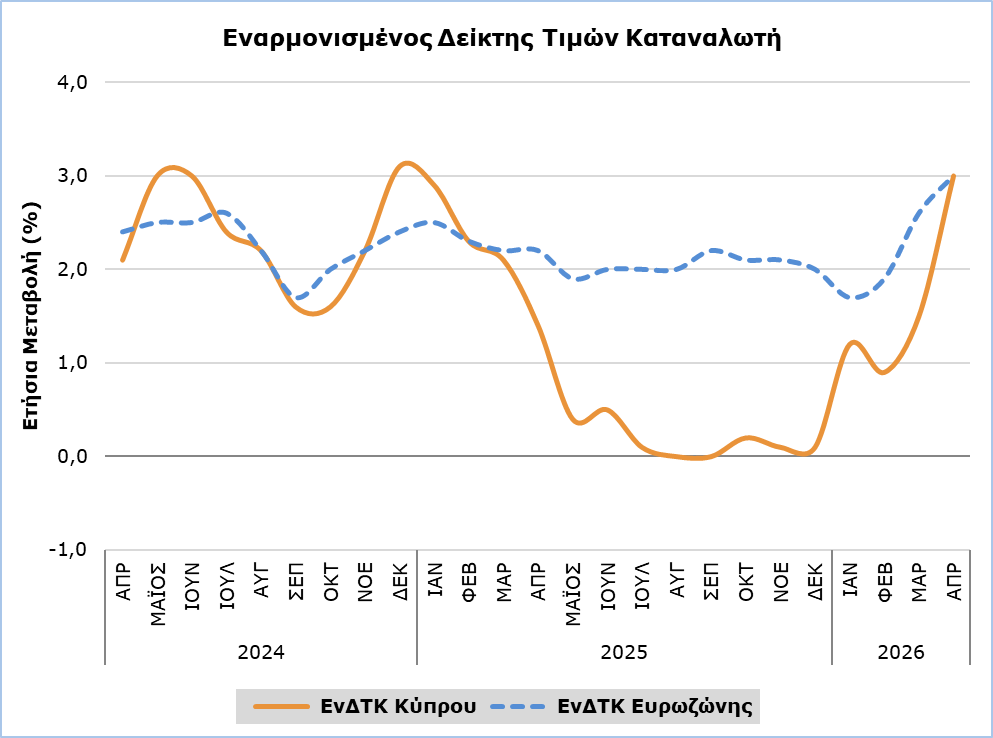 Εναρμονισμένος Δείκτης Τιμών Καταναλωτή
Ετήσια Μεταβολή (%)
4,0
3,0
2,0
1,0
0,0
-1,0
ΑΠΡ ΜΑΪΟΣ ΙΟΥΝ ΙΟΥΛ ΑΥΓ ΣΕΠ ΟΚΤ ΝΟΕ ΔΕΚ ΙΑΝ ΦΕΒ ΜΑΡ ΑΠΡ ΜΑΪΟΣ ΙΟΥΝ ΙΟΥΛ ΑΥΓ ΣΕΠ ΟΚΤ ΝΟΕ ΔΕΚ ΙΑΝ ΦΕΒ ΜΑΡ ΑΠΡ
2024 2025 2026
ΕνΔΤΚ Κύπρου ΕνΔΤΚ Ευρωζώνης